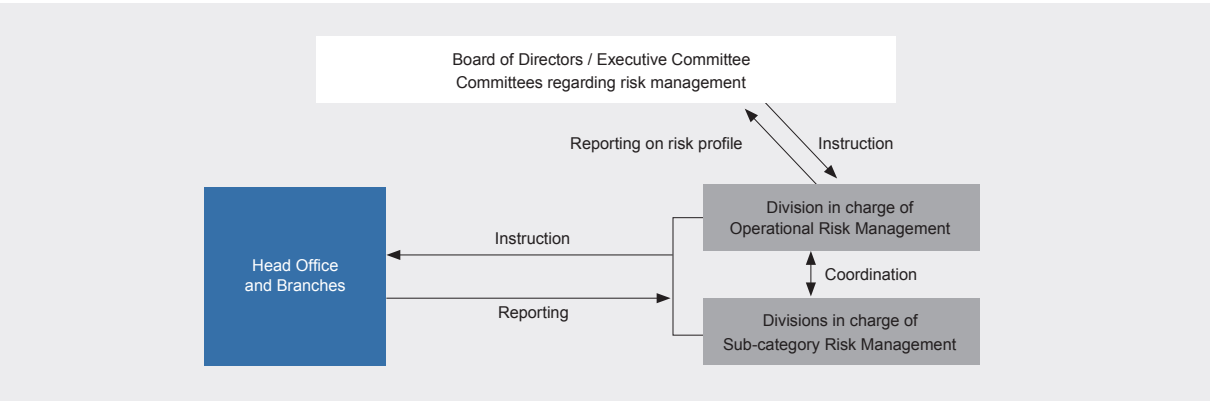 Board of Directors / Executive Committee
Committees regarding risk management
Reporting on risk profile
Instruction
Division in charge of
Operational Risk Management
Instruction
Head Office
and Branches
Coordination
Reporting
Divisions in charge of
Sub-category Risk Management